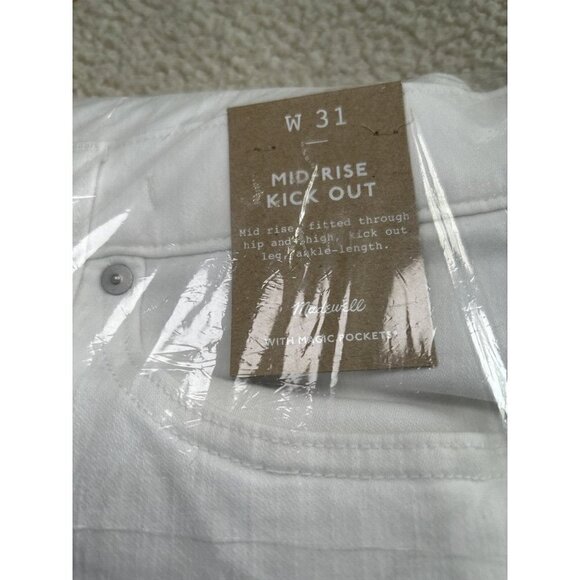 W 31
MID-RISE
KICK OUT
Mid rise, fitted through
hip and thigh, kick out
leg, ankle-length.
Madewell
WITH MAGIC POCKETS*